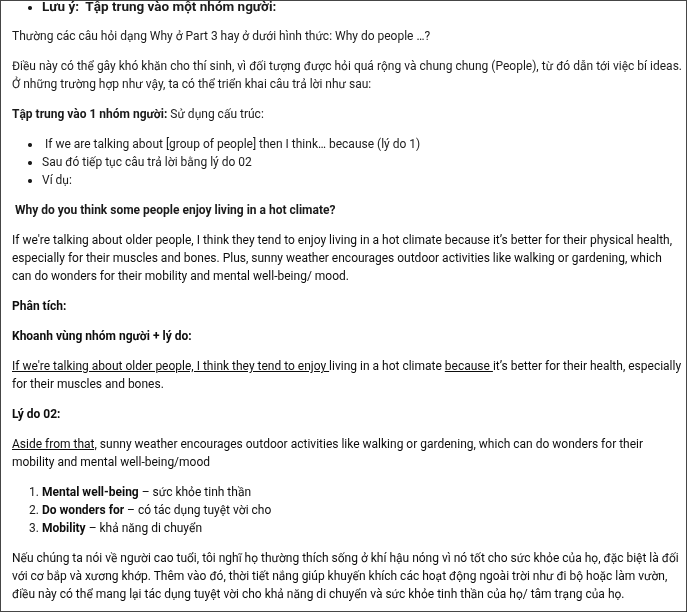 • Lưu ý: Tập trung vào một nhóm người:
Thường các câu hỏi dạng Why ở Part 3 hay ở dưới hình thức: Why do people …?
Điều này có thể gây khó khăn cho thí sinh, vì đối tượng được hỏi quá rộng và chung chung (People), từ đó dẫn tới việc bí ideas.
Ở những trường hợp như vậy, ta có thể triển khai câu trả lời như sau:
Tập trung vào 1 nhóm người: Sử dụng cấu trúc:
• If we are talking about [group of people] then I think… because (lý do 1)
• Sau đó tiếp tục câu trả lời bằng lý do 02
• Ví dụ:
Why do you think some people enjoy living in a hot climate?
If we're talking about older people, I think they tend to enjoy living in a hot climate because it’s better for their physical health,
especially for their muscles and bones. Plus, sunny weather encourages outdoor activities like walking or gardening, which
can do wonders for their mobility and mental well-being/ mood.
Phân tích:
Khoanh vùng nhóm người + lý do:
If we're talking about older people, I think they tend to enjoy living in a hot climate because it’s better for their health, especially
for their muscles and bones.
Lý do 02:
Aside from that, sunny weather encourages outdoor activities like walking or gardening, which can do wonders for their
mobility and mental well-being/mood
1. Mental well-being – sức khỏe tinh thần
2. Do wonders for – có tác dụng tuyệt vời cho
3. Mobility – khả năng di chuyển
Nếu chúng ta nói về người cao tuổi, tôi nghĩ họ thường thích sống ở khí hậu nóng vì nó tốt cho sức khỏe của họ, đặc biệt là đối
với cơ bắp và xương khớp. Thêm vào đó, thời tiết nắng giúp khuyến khích các hoạt động ngoài trời như đi bộ hoặc làm vườn,
điều này có thể mang lại tác dụng tuyệt vời cho khả năng di chuyển và sức khỏe tinh thần của họ/ tâm trạng của họ.